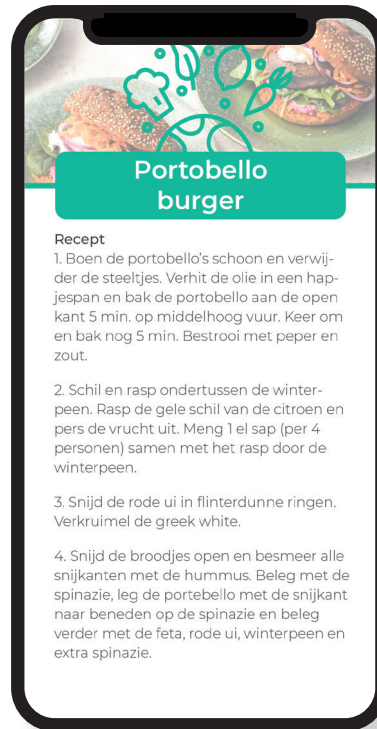 Portobello
burger
Recept
1. Boen de portobello’s schoon en verwij-
der de steeltjes. Verhit de olie in een hap-
jespan en bak de portobello aan de open
kant 5 min. op middelhoog vuur. Keer om
en bak nog 5 min. Bestrooi met peper en
zout.
2. Schil en rasp ondertussen de winter-
peen. Rasp de gele schil van de citroen en
pers de vrucht uit. Meng 1 el sap (per 4
personen) samen met het rasp door de
winterpeen.
3. Snijd de rode ui in flinterdunne ringen.
Verkruimel de greek white.
4. Snijd de broodjes open en besmeer alle
snijkanten met de hummus. Beleg met de
spinazie, leg de portebello met de snijkant
naar beneden op de spinazie en beleg
verder met de feta, rode ui, winterpeen en
extra spinazie.